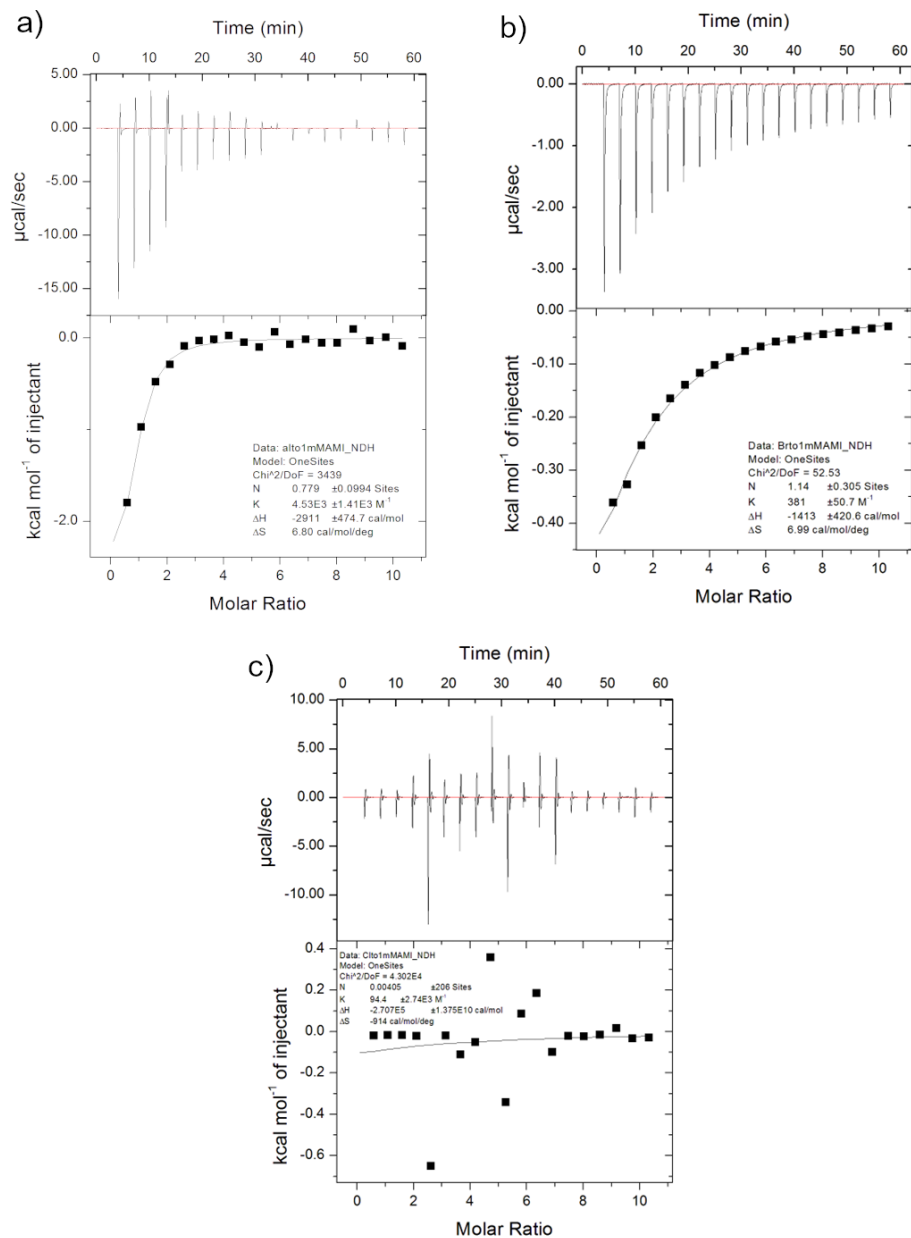 a)
Time (min)
0 10 20 30 40 50 60
5.00
0.00
-5.00
-10.00
-15.00
µcal/sec
0.0
-2.0
kcal mol⁻¹ of injectant
Data: alto1mMAMI_NDH
Model: OneSites
Chi^2/DoF = 3439
N 0.779 ±0.0994 Sites
K 4.53E3 ±1.41E3 M⁻¹
ΔH -2911 ±474.7 cal/mol
ΔS 6.80 cal/mol/deg
0 2 4 6 8 10
Molar Ratio
b)
Time (min)
0 5 10 15 20 25 30 35 40 45 50 55 60
0.00
-1.00
-2.00
-3.00
µcal/sec
0.00
-0.10
-0.20
-0.30
-0.40
kcal mol⁻¹ of injectant
Data: Brto1mMAMI_NDH
Model: OneSites
Chi^2/DoF = 52.53
N 1.14 ±0.305 Sites
K 381 ±50.7 M⁻¹
ΔH -1413 ±420.6 cal/mol
ΔS 6.99 cal/mol/deg
0 2 4 6 8 10
Molar Ratio
c)
Time (min)
0 10 20 30 40 50 60
10.00
5.00
0.00
-5.00
-10.00
µcal/sec
0.4
0.2
0.0
-0.2
-0.4
-0.6
kcal mol⁻¹ of injectant
Data: Clto1mMAMI_NDH
Model: OneSites
Chi^2/DoF = 4.302E4
N 0.00405 ±206 Sites
K 94.4 ±2.74E3 M⁻¹
ΔH -2.707E5 ±1.375E10 cal/mol
ΔS -914 cal/mol/deg
0 2 4 6 8 10
Molar Ratio